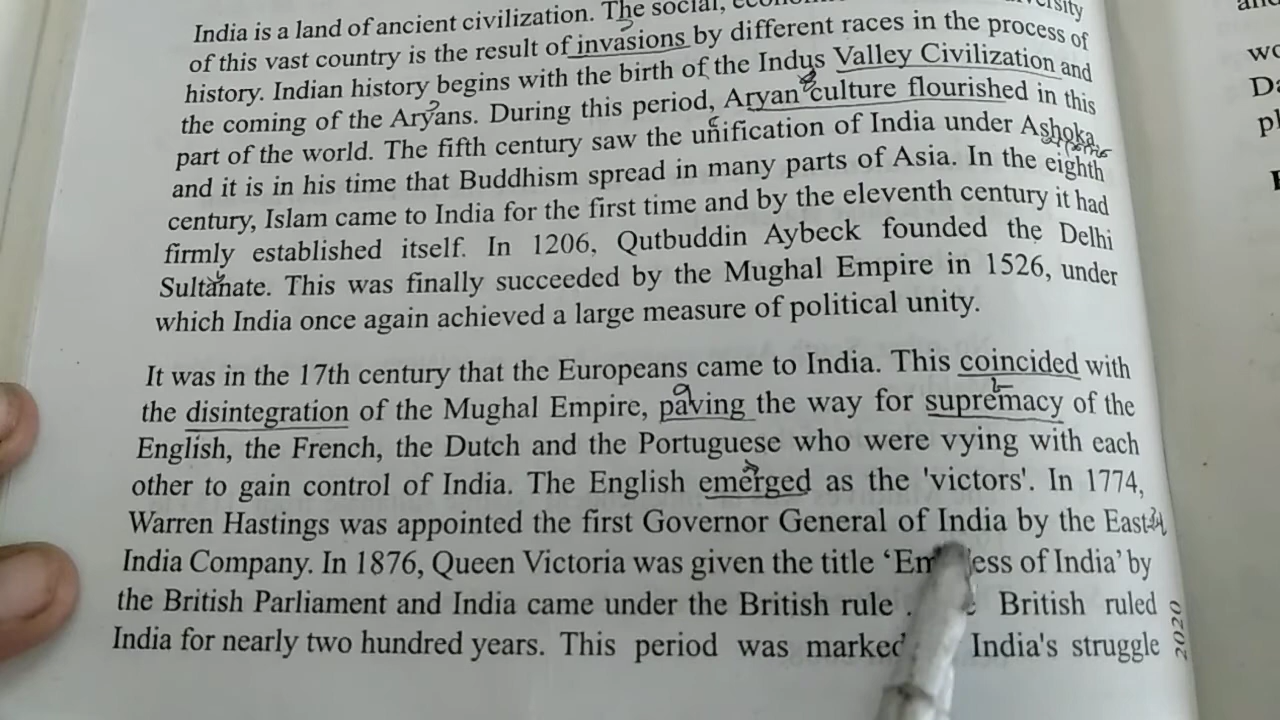 India is a land of ancient civilization. The social,
of this vast country is the result of invasions by different races in the process of
history. Indian history begins with the birth of the Indus Valley Civilization and
the coming of the Aryans. During this period, Aryan culture flourished in this
part of the world. The fifth century saw the unification of India under Ashoka
and it is in his time that Buddhism spread in many parts of Asia. In the eighth
century, Islam came to India for the first time and by the eleventh century it had
firmly established itself. In 1206, Qutbuddin Aybeck founded the Delhi
Sultanate. This was finally succeeded by the Mughal Empire in 1526, under
which India once again achieved a large measure of political unity.
It was in the 17th century that the Europeans came to India. This coincided with
the disintegration of the Mughal Empire, paving the way for supremacy of the
English, the French, the Dutch and the Portuguese who were vying with each
other to gain control of India. The English emerged as the 'victors'. In 1774,
Warren Hastings was appointed the first Governor General of India by the East
India Company. In 1876, Queen Victoria was given the title ‘Em ess of India’ by
the British Parliament and India came under the British rule . British ruled
India for nearly two hundred years. This period was marked India's struggle
2020